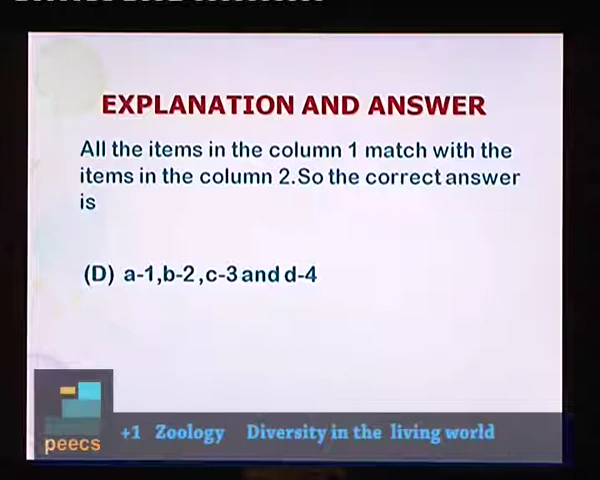 EXPLANATION AND ANSWER
All the items in the column 1 match with the
items in the column 2.So the correct answer
is
(D) a-1,b-2,c-3 and d-4
peecs
+1 Zoology Diversity in the living world